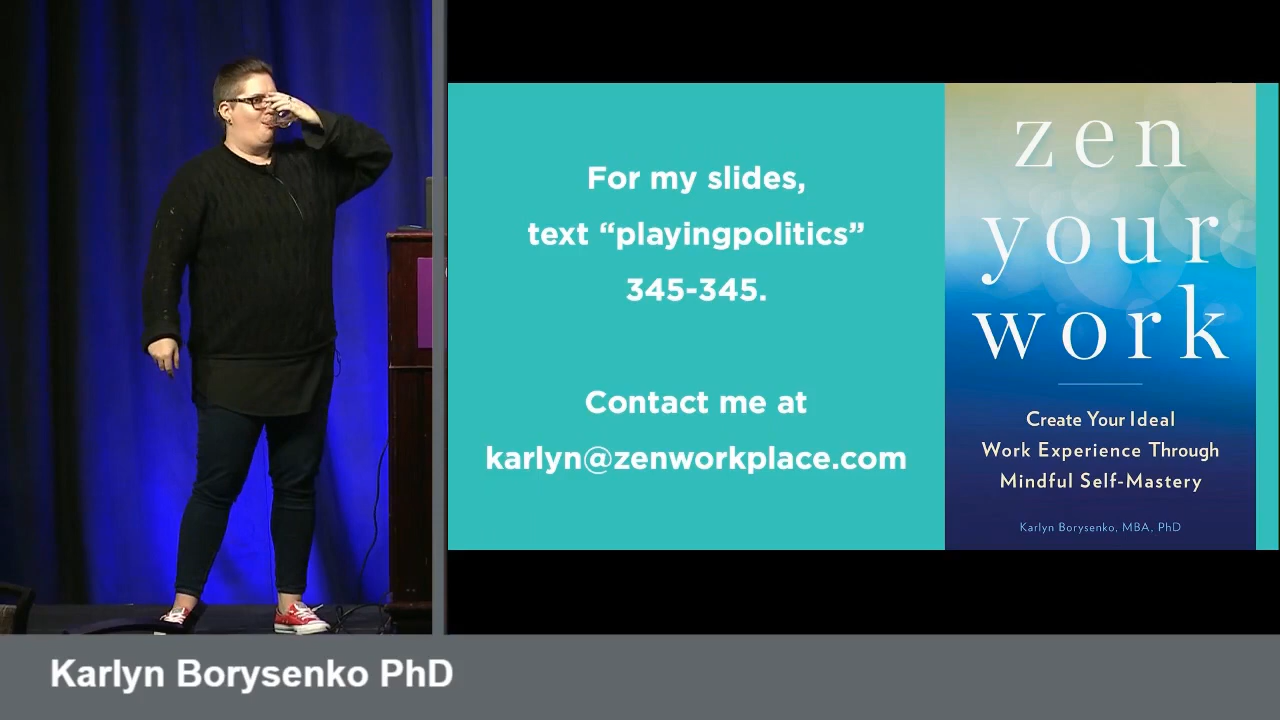 For my slides,
text “playingpolitics”
345-345.
Contact me at
karlyn@zenworkplace.com
zen
your
work
Create Your Ideal
Work Experience Through
Mindful Self-Mastery
Karlyn Borysenko, MBA, PhD
Karlyn Borysenko PhD